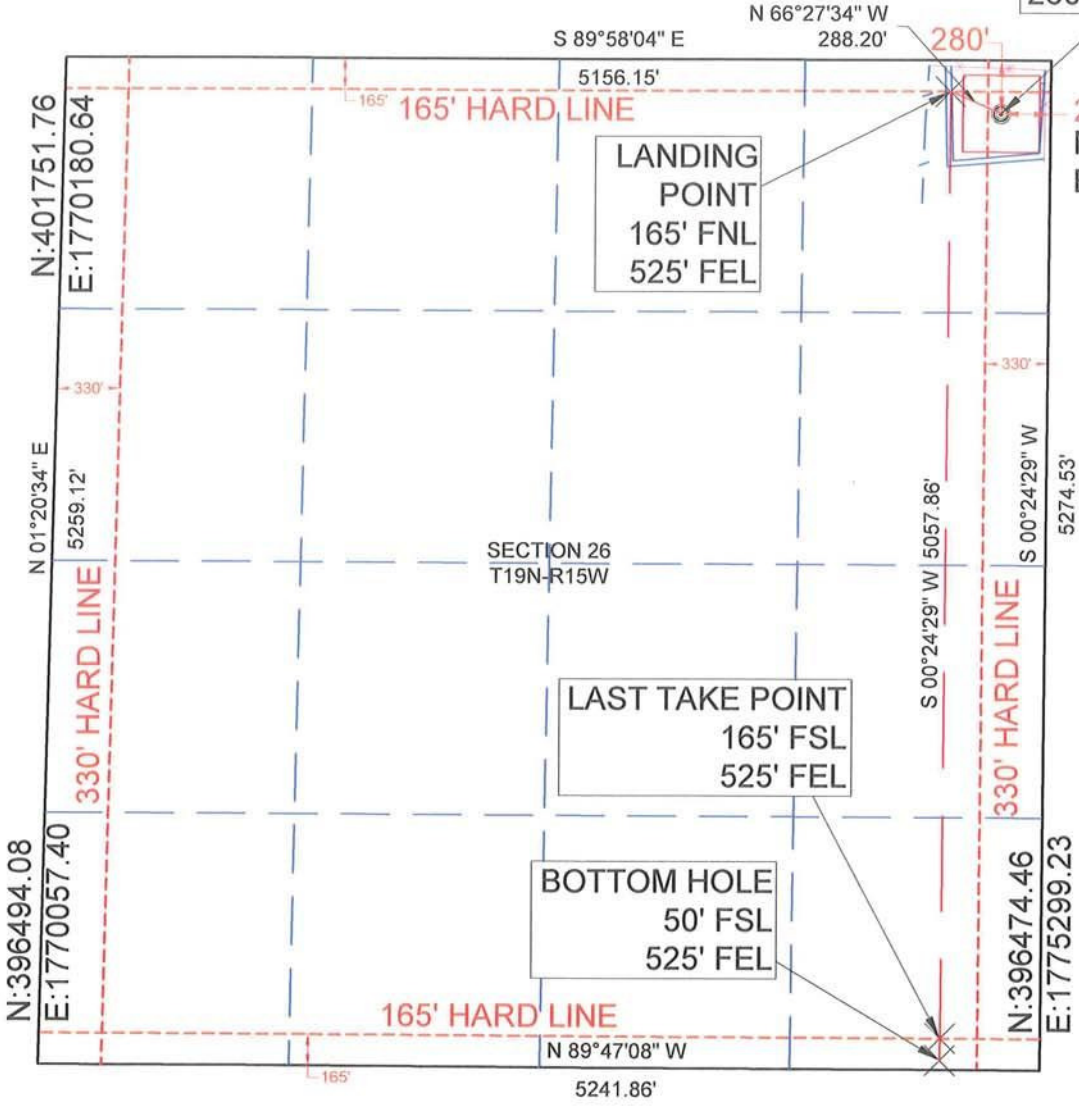 N 66°27'34" W
S 89°58'04" E
288.20'
280'
5156.15'
165'
165' HARD LINE
N:401751.76
E:1770180.64
LANDING
POINT
165' FNL
525' FEL
330'
330'
N 01°20'34" E
5259.12'
S 00°24'29" W
5274.53'
S 00°24'29" W 5057.86'
SECTION 26
T19N-R15W
330' HARD LINE
330' HARD LINE
LAST TAKE POINT
165' FSL
525' FEL
BOTTOM HOLE
50' FSL
525' FEL
N:396494.08
E:1770057.40
N:396474.46
E:1775299.23
165' HARD LINE
N 89°47'08" W
165'
5241.86'